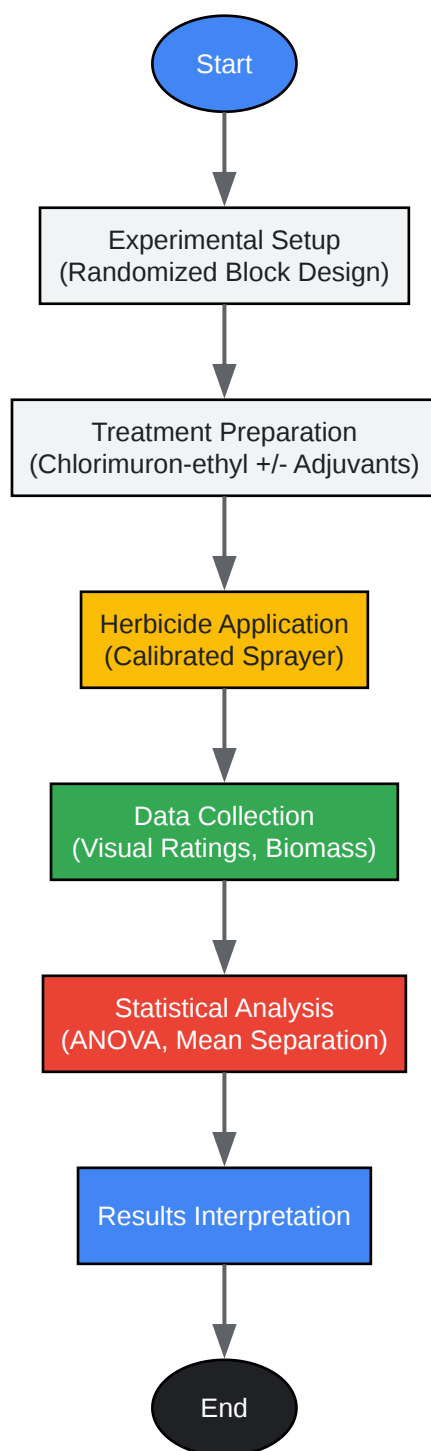 Start
Experimental Setup
(Randomized Block Design)
Treatment Preparation
(Chlorimuron-ethyl +/- Adjuvants)
Herbicide Application
(Calibrated Sprayer)
Data Collection
(Visual Ratings, Biomass)
Statistical Analysis
(ANOVA, Mean Separation)
Results Interpretation
End